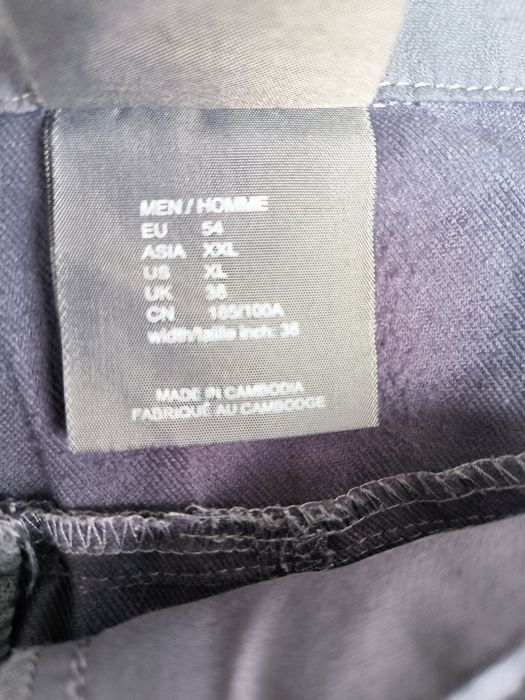 MEN / HOMME
EU 54
ASIA XXL
US XL
UK 38
CN 185/100A
width/taille inch: 38
MADE IN CAMBODIA
FABRIQUÉ AU CAMBODGE